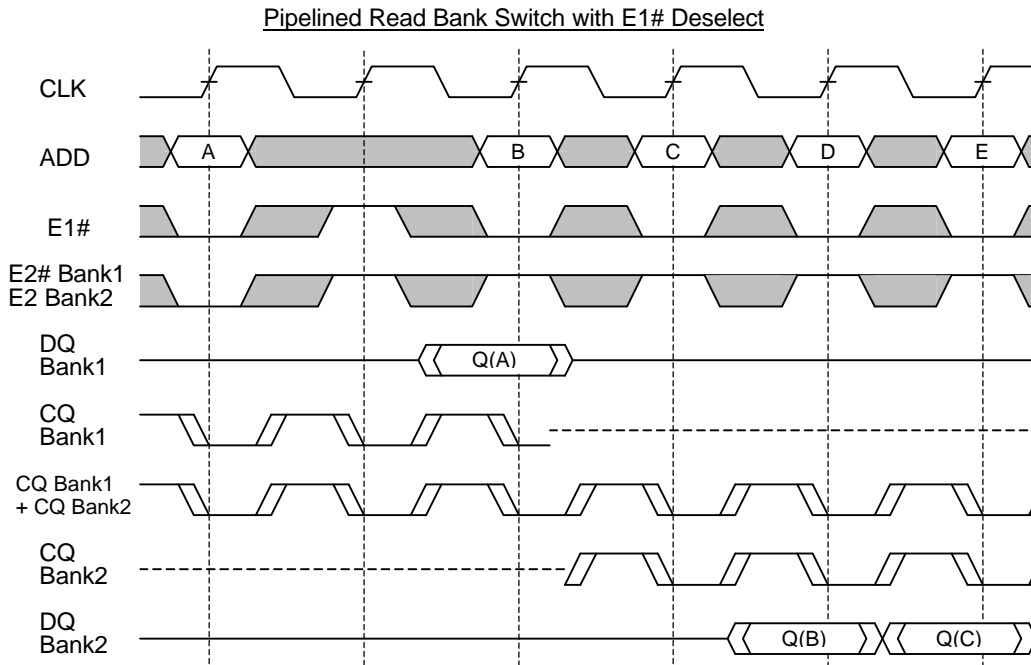 Pipelined Read Bank Switch with E1# Deselect
CLK
ADD
A
B
C
D
E
E1#
E2# Bank1
E2 Bank2
DQ
Bank1
Q(A)
CQ
Bank1
CQ Bank1
+ CQ Bank2
CQ
Bank2
DQ
Bank2
Q(B)
Q(C)